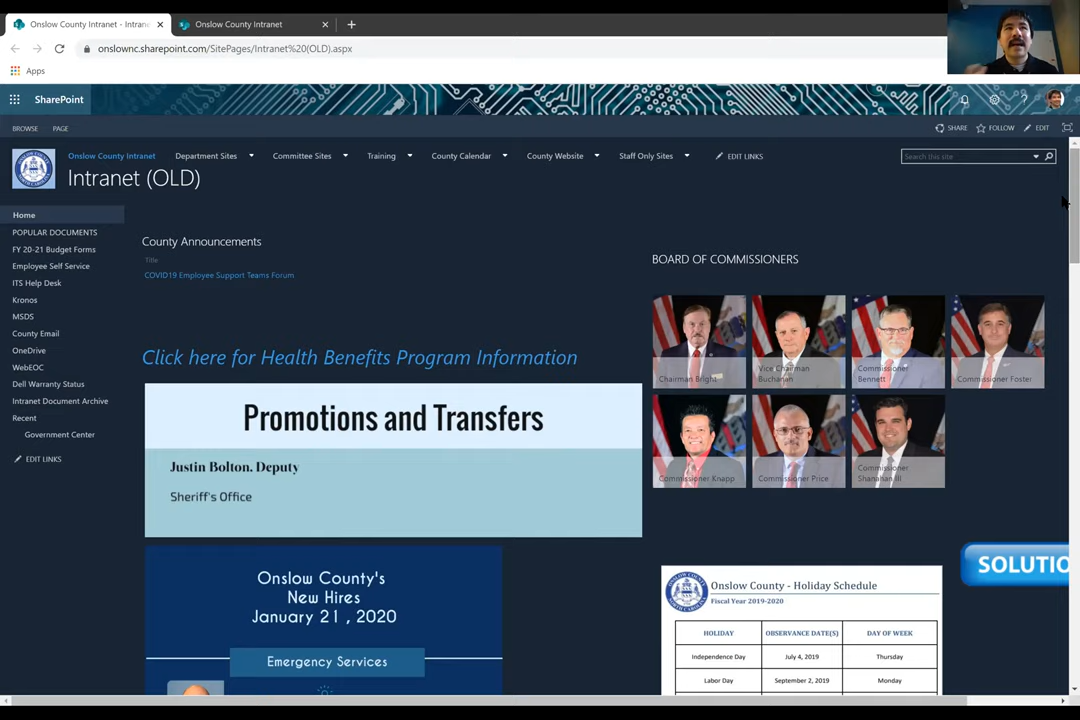 Onslow County Intranet - Intrane
Onslow County Intranet
onslownc.sharepoint.com/SitePages/Intranet%20(OLD).aspx
Apps
SharePoint
BROWSE PAGE
SHARE FOLLOW EDIT
Onslow County Intranet Department Sites Committee Sites Training County Calendar County Website Staff Only Sites EDIT LINKS
Search this site
Intranet (OLD)
Home
POPULAR DOCUMENTS
FY 20-21 Budget Forms
Employee Self Service
ITS Help Desk
Kronos
MSDS
County Email
OneDrive
WebEOC
Dell Warranty Status
Intranet Document Archive
Recent
Government Center
EDIT LINKS
County Announcements
Title
COVID19 Employee Support Teams Forum
Click here for Health Benefits Program Information
Promotions and Transfers
Justin Bolton. Deputy
Sheriff's Office
Onslow County's
New Hires
January 21 , 2020
Emergency Services
BOARD OF COMMISSIONERS
Chairman Bright
Vice Chairman
Buchanan
Commissioner
Bennett
Commissioner Foster
Commissioner Knapp
Commissioner Price
Commissioner
Shanahan III
SOLUTIO
Onslow County - Holiday Schedule
Fiscal Year 2019-2020
HOLIDAY OBSERVANCE DATE(S) DAY OF WEEK
Independence Day July 4, 2019 Thursday
Labor Day September 2, 2019 Monday